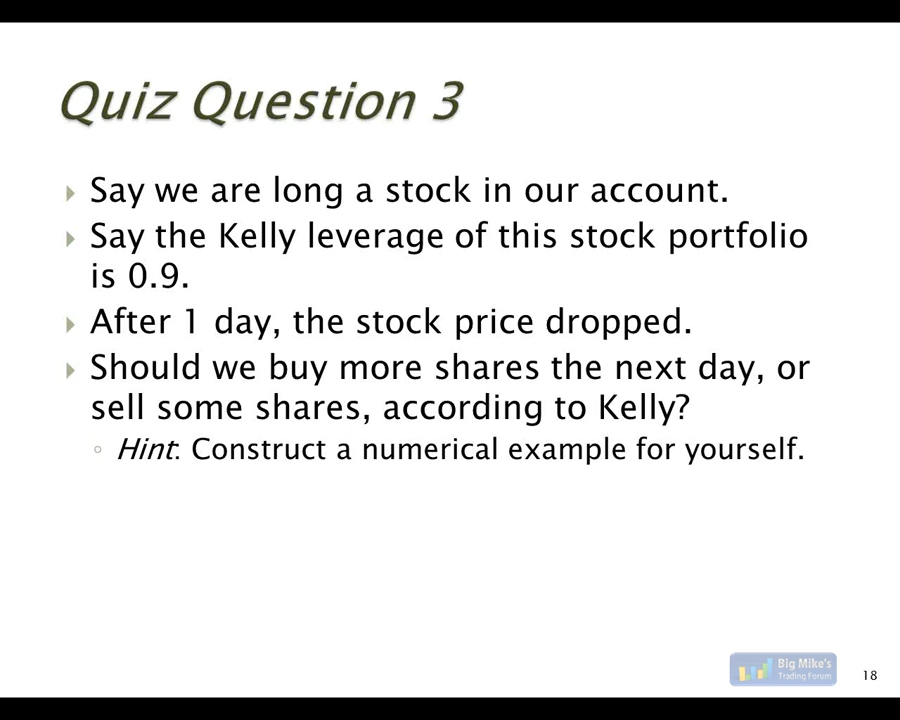 Quiz Question 3
Say we are long a stock in our account.
Say the Kelly leverage of this stock portfolio
is 0.9.
After 1 day, the stock price dropped.
Should we buy more shares the next day, or
sell some shares, according to Kelly?
Hint: Construct a numerical example for yourself.
Big Mike's
Trading Forum
18